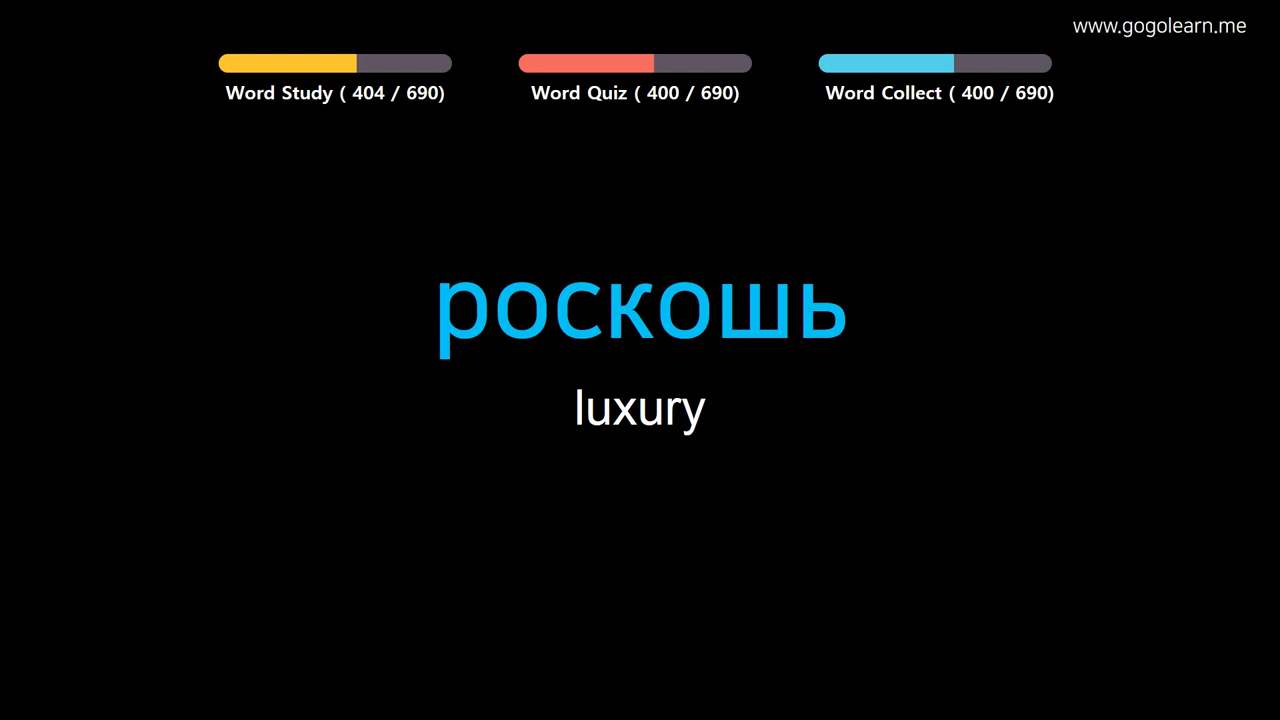 www.gogolearn.me
Word Study ( 404 / 690)
Word Quiz ( 400 / 690)
Word Collect ( 400 / 690)
роскошь
luxury